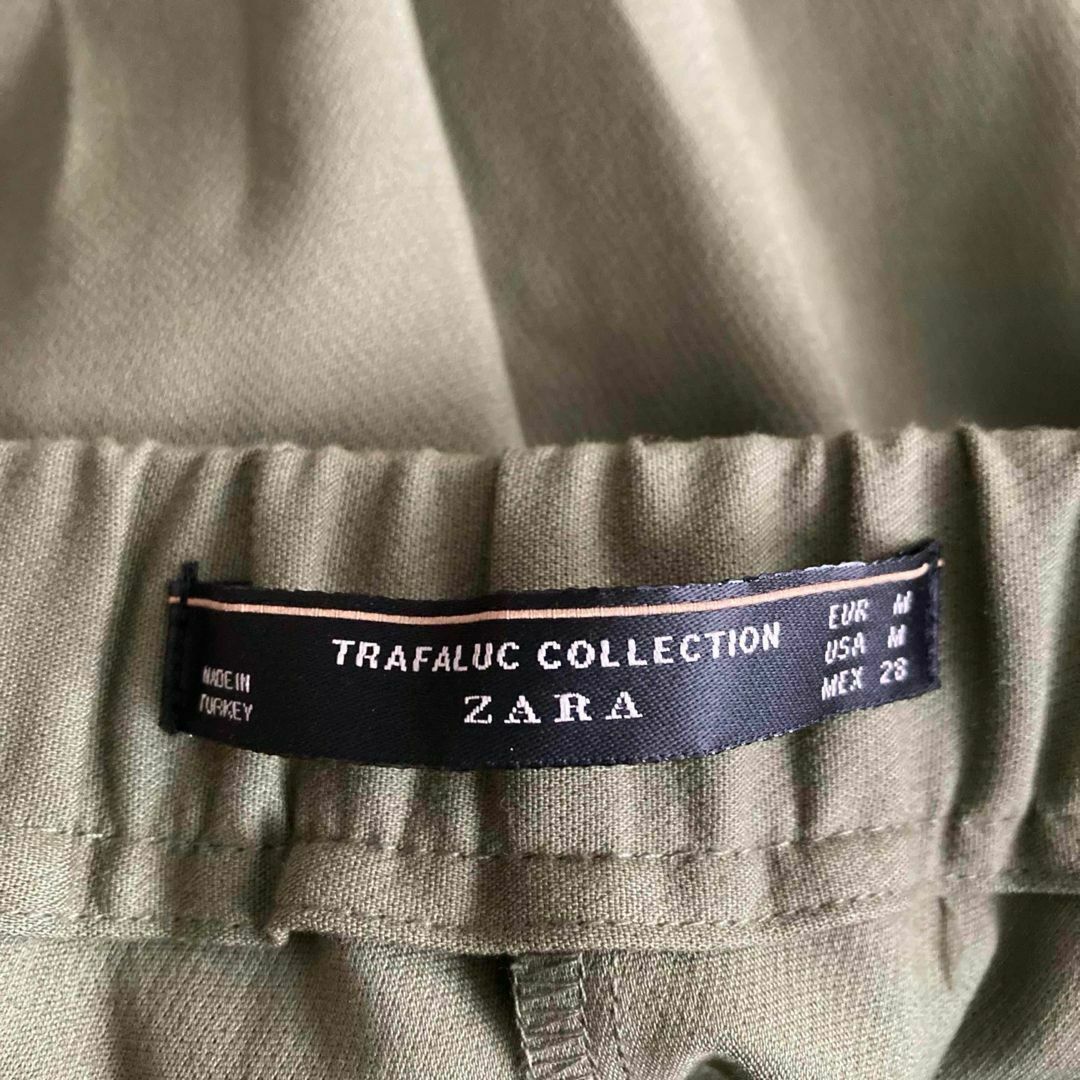 TRAFALUC COLLECTION
ZARA
MADE IN
TURKEY
EUR M
USA M
MEX 28